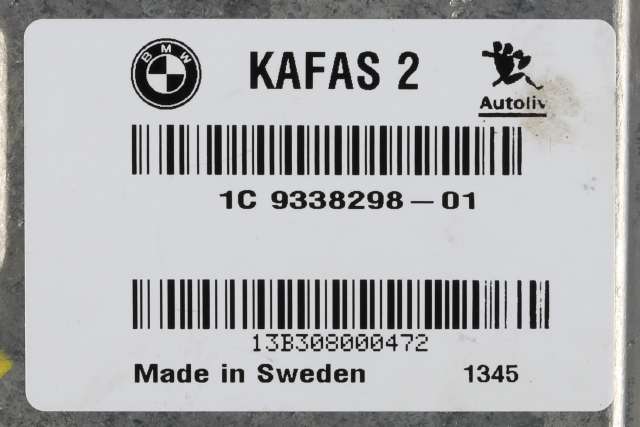 BMW
KAFAS 2
Autoliv
1C 9338298-01
13B308000472
Made in Sweden 1345